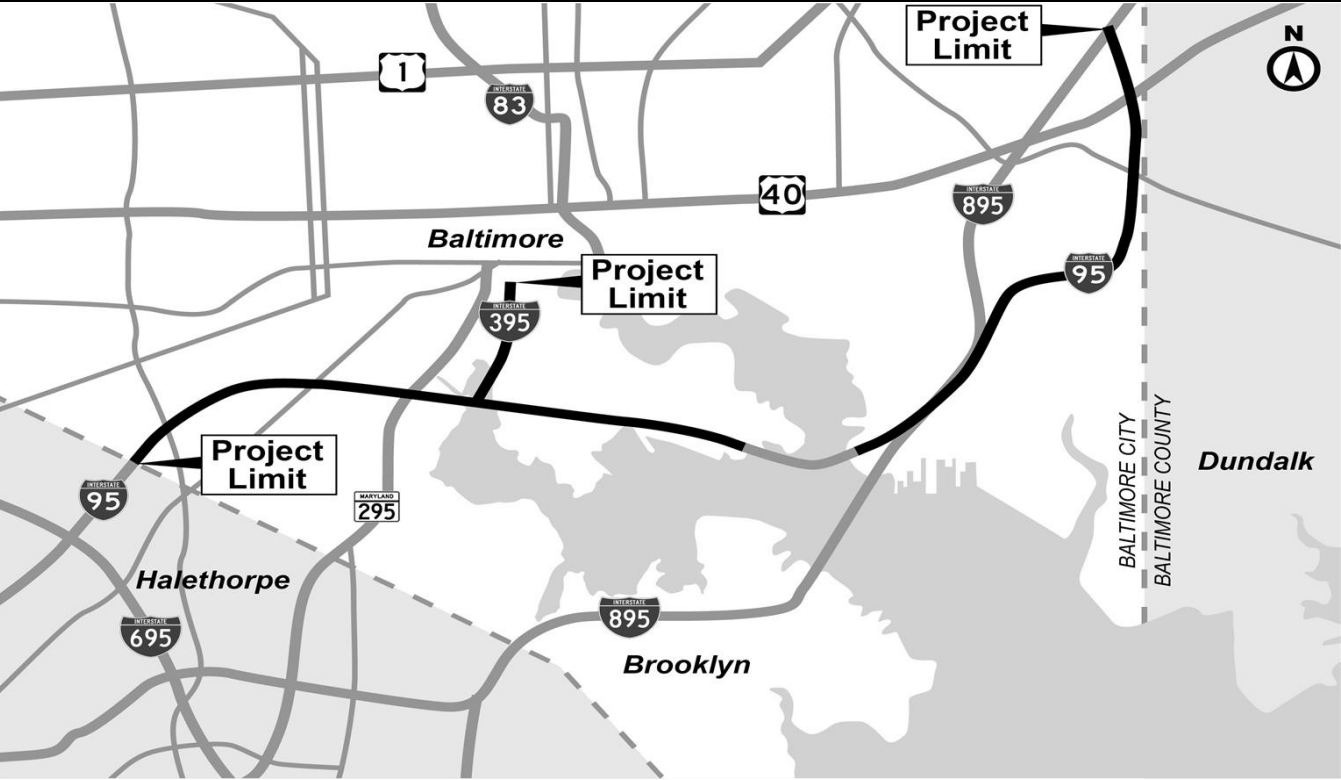 Project
Limit
N
1
INTERSTATE
83
40
INTERSTATE
895
Baltimore
Project
Limit
INTERSTATE
95
INTERSTATE
395
Project
Limit
INTERSTATE
95
MARYLAND
295
BALTIMORE CITY
BALTIMORE COUNTY
Dundalk
Halethorpe
INTERSTATE
695
INTERSTATE
895
Brooklyn